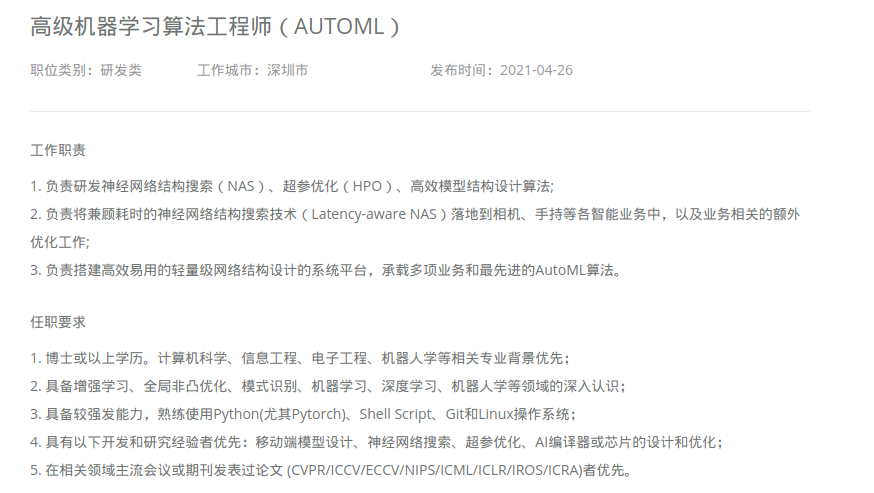 高级机器学习算法工程师（AUTOML）
职位类别：研发类 工作城市：深圳市 发布时间：2021-04-26
工作职责
1. 负责研发神经网络结构搜索（NAS）、超参优化（HPO）、高效模型结构设计算法;
2. 负责将兼顾耗时的神经网络结构搜索技术（Latency-aware NAS）落地到相机、手持等各智能业务中，以及业务相关的额外
优化工作;
3. 负责搭建高效易用的轻量级网络结构设计的系统平台，承载多项业务和最先进的AutoML算法。
任职要求
1. 博士或以上学历。计算机科学、信息工程、电子工程、机器人学等相关专业背景优先；
2. 具备增强学习、全局非凸优化、模式识别、机器学习、深度学习、机器人学等领域的深入认识；
3. 具备较强发能力，熟练使用Python(尤其Pytorch)、Shell Script、Git和Linux操作系统；
4. 具有以下开发和研究经验者优先：移动端模型设计、神经网络搜索、超参优化、AI编译器或芯片的设计和优化；
5. 在相关领域主流会议或期刊发表过论文 (CVPR/ICCV/ECCV/NIPS/ICML/ICLR/IROS/ICRA)者优先。